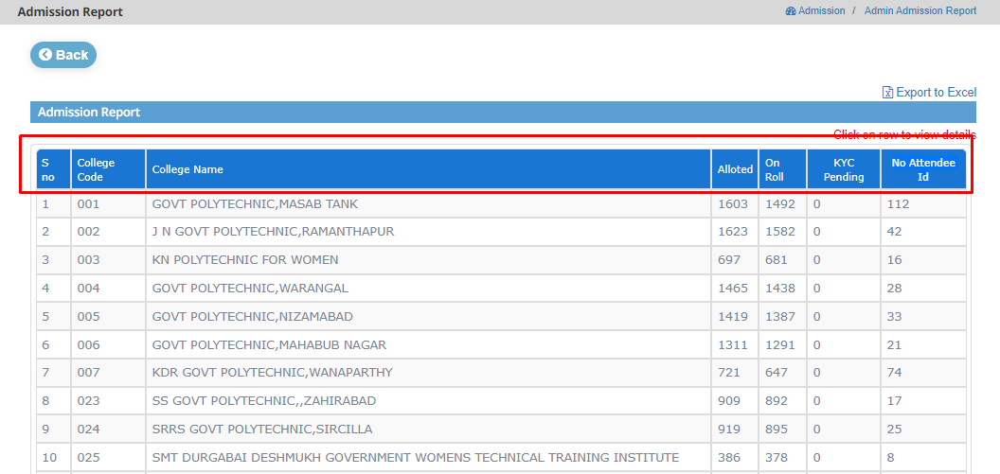 Admission Report
Admission / Admin Admission Report
Back
Export to Excel
Admission Report
Click on row to view details
S no College Code College Name Alloted On Roll KYC Pending No Attendee Id
1 001 GOVT POLYTECHNIC,MASAB TANK 1603 1492 0 112
2 002 J N GOVT POLYTECHNIC,RAMANTHAPUR 1623 1582 0 42
3 003 KN POLYTECHNIC FOR WOMEN 697 681 0 16
4 004 GOVT POLYTECHNIC,WARANGAL 1465 1438 0 28
5 005 GOVT POLYTECHNIC,NIZAMABAD 1419 1387 0 33
6 006 GOVT POLYTECHNIC,MAHABUB NAGAR 1311 1291 0 21
7 007 KDR GOVT POLYTECHNIC,WANAPARTHY 721 647 0 74
8 023 SS GOVT POLYTECHNIC,,ZAHIRABAD 909 892 0 17
9 024 SRRS GOVT POLYTECHNIC,SIRCILLA 919 895 0 25
10 025 SMT DURGABAI DESHMUKH GOVERNMENT WOMENS TECHNICAL TRAINING INSTITUTE 386 378 0 8